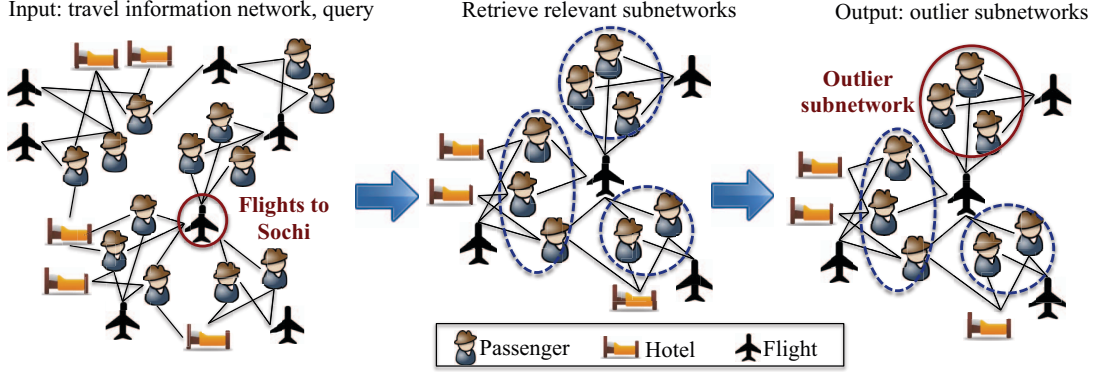 Input: travel information network, query
Retrieve relevant subnetworks
Output: outlier subnetworks
Outlier
subnetwork
Flights to
Sochi
Passenger
Hotel
Flight